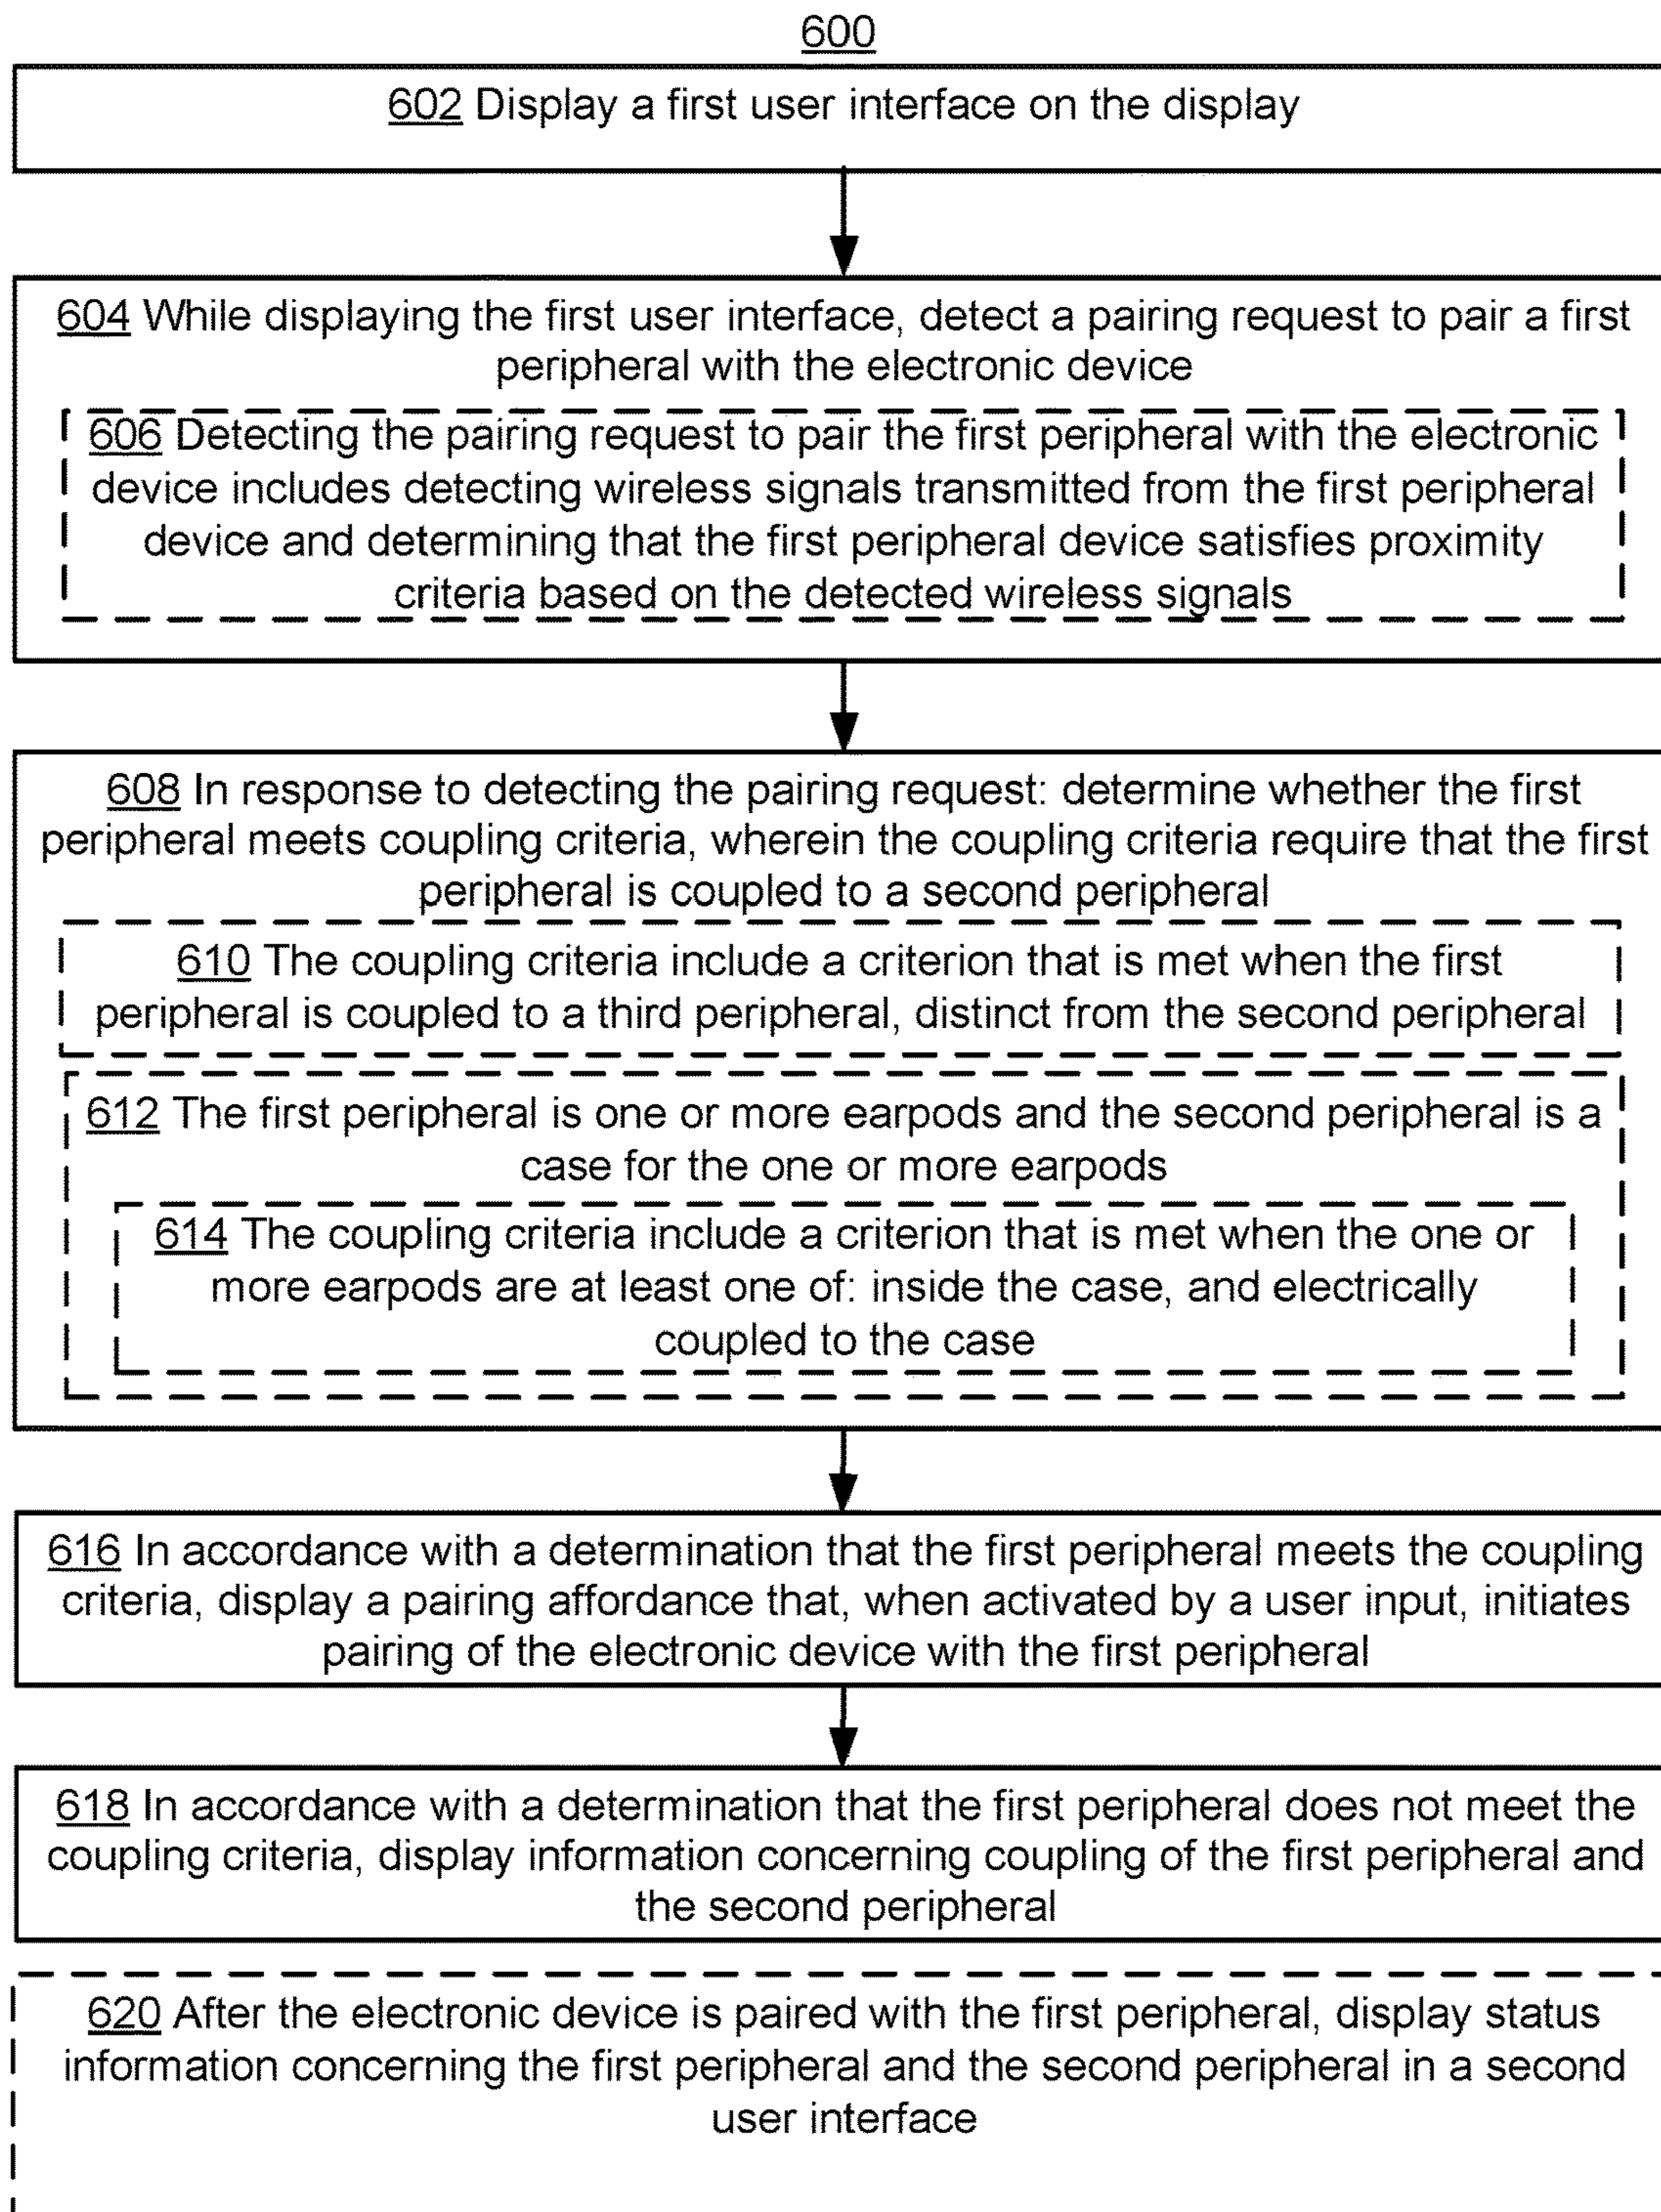 600
602 Display a first user interface on the display
604 While displaying the first user interface, detect a pairing request to pair a first
peripheral with the electronic device
606 Detecting the pairing request to pair the first peripheral with the electronic
device includes detecting wireless signals transmitted from the first peripheral
device and determining that the first peripheral device satisfies proximity
criteria based on the detected wireless signals
608 In response to detecting the pairing request: determine whether the first
peripheral meets coupling criteria, wherein the coupling criteria require that the first
peripheral is coupled to a second peripheral
610 The coupling criteria include a criterion that is met when the first
peripheral is coupled to a third peripheral, distinct from the second peripheral
612 The first peripheral is one or more earpods and the second peripheral is a
case for the one or more earpods
614 The coupling criteria include a criterion that is met when the one or
more earpods are at least one of: inside the case, and electrically
coupled to the case
616 In accordance with a determination that the first peripheral meets the coupling
criteria, display a pairing affordance that, when activated by a user input, initiates
pairing of the electronic device with the first peripheral
618 In accordance with a determination that the first peripheral does not meet the
coupling criteria, display information concerning coupling of the first peripheral and
the second peripheral
620 After the electronic device is paired with the first peripheral, display status
information concerning the first peripheral and the second peripheral in a second
user interface